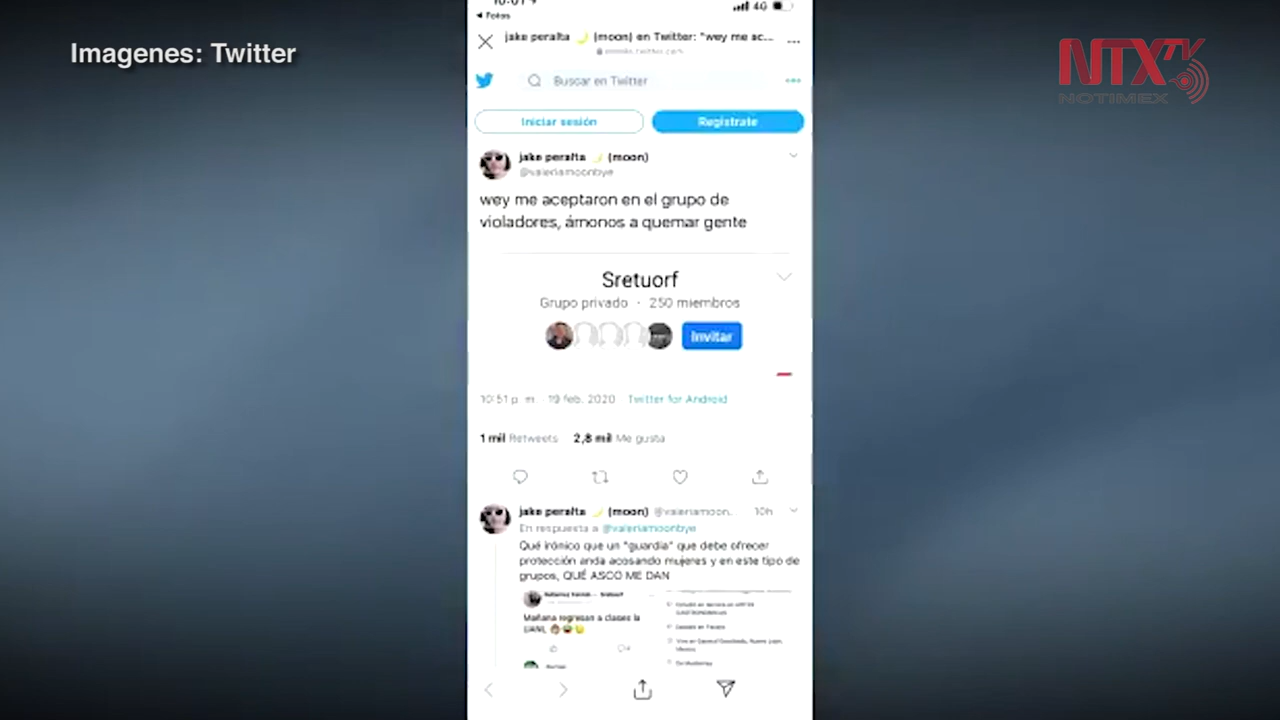 Imagenes: Twitter
NTX TV
NOTIMEX
4G
Fotos
jake peralta 🌙 (moon) en Twitter: "wey me ac...
Buscar en Twitter
Iniciar sesión
Regístrate
jake peralta 🌙 (moon)
@valeriamoonbye
wey me aceptaron en el grupo de
violadores, ámonos a quemar gente
Sretuorf
Grupo privado · 250 miembros
Invitar
10:51 p. m. 19 feb. 2020 Twitter for Android
1 mil Retweets 2,8 mil Me gusta
jake peralta 🌙 (moon) @valeriamoon.. 10h
En respuesta a @valeriamoonbye
Qué irónico que un "guardia" que debe ofrecer
protección anda acosando mujeres y en este tipo de
grupos, QUÉ ASCO ME DAN
Mañana regresan a clases la
UANL